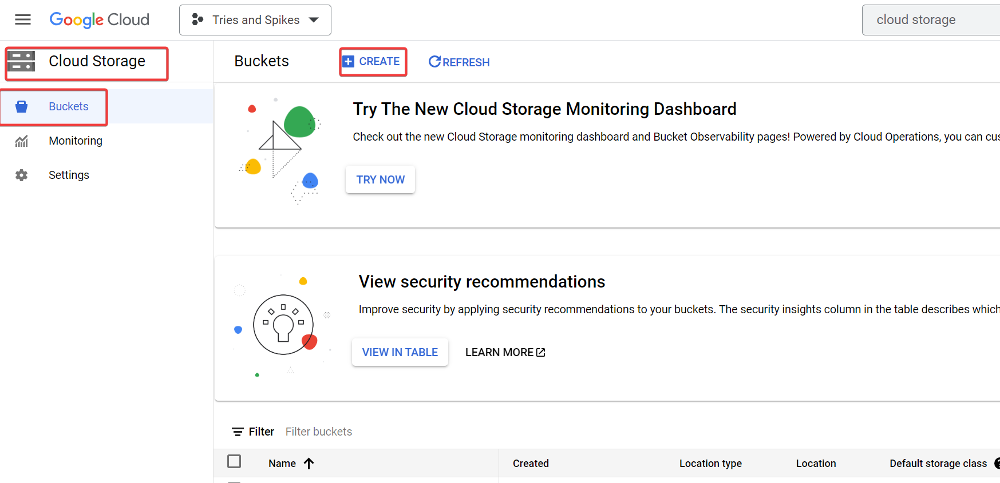 Google Cloud
Tries and Spikes
cloud storage
Cloud Storage
Buckets
CREATE
REFRESH
Buckets
Monitoring
Settings
Try The New Cloud Storage Monitoring Dashboard
Check out the new Cloud Storage monitoring dashboard and Bucket Observability pages! Powered by Cloud Operations, you can cus
TRY NOW
View security recommendations
Improve security by applying security recommendations to your buckets. The security insights column in the table describes which
VIEW IN TABLE
LEARN MORE
Filter
Filter buckets
Name
Created
Location type
Location
Default storage class
?